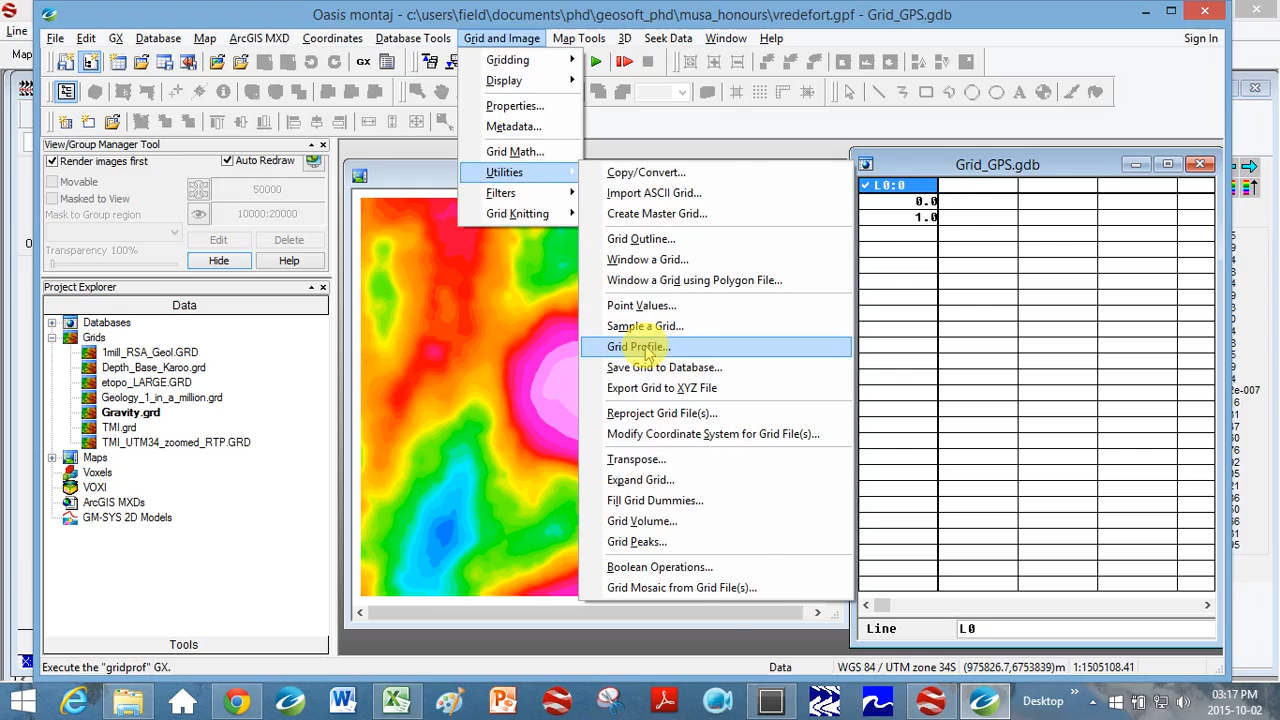 Oasis montaj - c:\users\field\documents\phd\geosoft_phd\musa_honours\vredefort.gpf - Grid_GPS.gdb
Line
File Edit GX Database Map ArcGIS MXD Coordinates Database Tools Grid and Image Map Tools 3D Seek Data Window Help Sign In
Map
GX
View/Group Manager Tool
Render images first
Auto Redraw
Movable
50000
Masked to View
Mask to Group region
10000:20000
Transparency 100%
Edit
Delete
Hide
Help
Project Explorer
Data
Databases
Grids
1mill_RSA_Geol.GRD
Depth_Base_Karoo.grd
etopo_LARGE.GRD
Geology_1_in_a_million.grd
Gravity.grd
TMI.grd
TMI_UTM34_zoomed_RTP.GRD
Maps
Voxels
VOXI
ArcGIS MXDs
GM-SYS 2D Models
Tools
Gridding
Display
Properties...
Metadata...
Grid Math...
Utilities
Filters
Grid Knitting
Copy/Convert...
Import ASCII Grid...
Create Master Grid...
Grid Outline...
Window a Grid...
Window a Grid using Polygon File...
Point Values...
Sample a Grid...
Grid Profile...
Save Grid to Database...
Export Grid to XYZ File
Reproject Grid File(s)...
Modify Coordinate System for Grid File(s)...
Transpose...
Expand Grid...
Fill Grid Dummies...
Grid Volume...
Grid Peaks...
Boolean Operations...
Grid Mosaic from Grid File(s)...
Grid_GPS.gdb
L0:0
0.0
1.0
Line L0
Execute the "gridprof" GX.
Data
WGS 84 / UTM zone 34S
(975826.7,6753839)m
1:1505108.41
Desktop
03:17 PM
2015-10-02